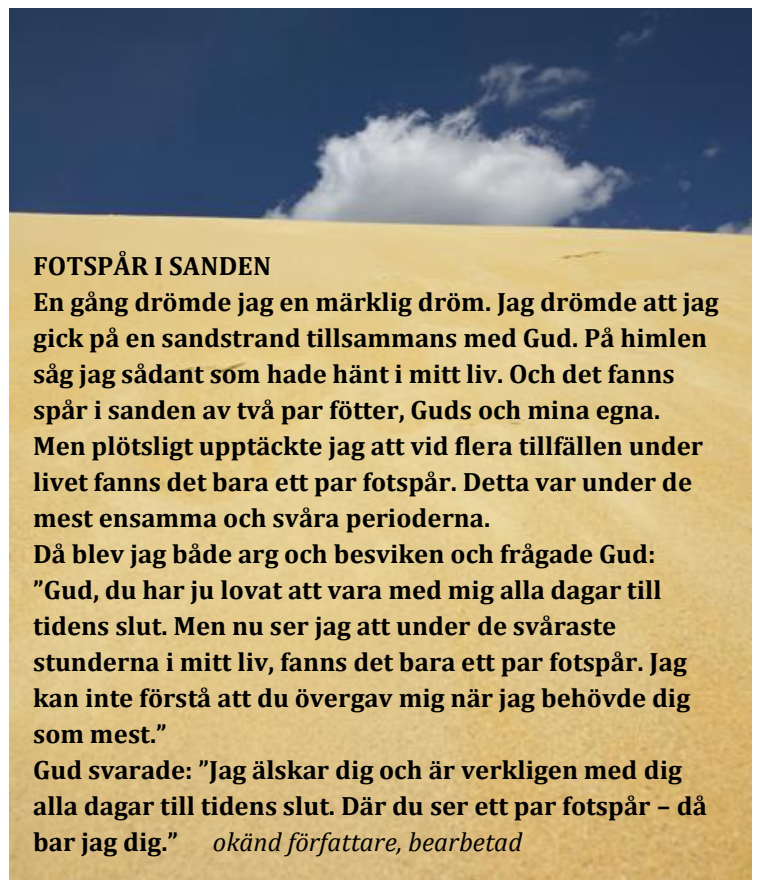 FOTSPÅR I SANDEN
En gång drömde jag en märklig dröm. Jag drömde att jag
gick på en sandstrand tillsammans med Gud. På himlen
såg jag sådant som hade hänt i mitt liv. Och det fanns
spår i sanden av två par fötter, Guds och mina egna.
Men plötsligt upptäckte jag att vid flera tillfällen under
livet fanns det bara ett par fotspår. Detta var under de
mest ensamma och svåra perioderna.
Då blev jag både arg och besviken och frågade Gud:
”Gud, du har ju lovat att vara med mig alla dagar till
tidens slut. Men nu ser jag att under de svåraste
stunderna i mitt liv, fanns det bara ett par fotspår. Jag
kan inte förstå att du övergav mig när jag behövde dig
som mest.”
Gud svarade: ”Jag älskar dig och är verkligen med dig
alla dagar till tidens slut. Där du ser ett par fotspår – då
bar jag dig.” okänd författare, bearbetad